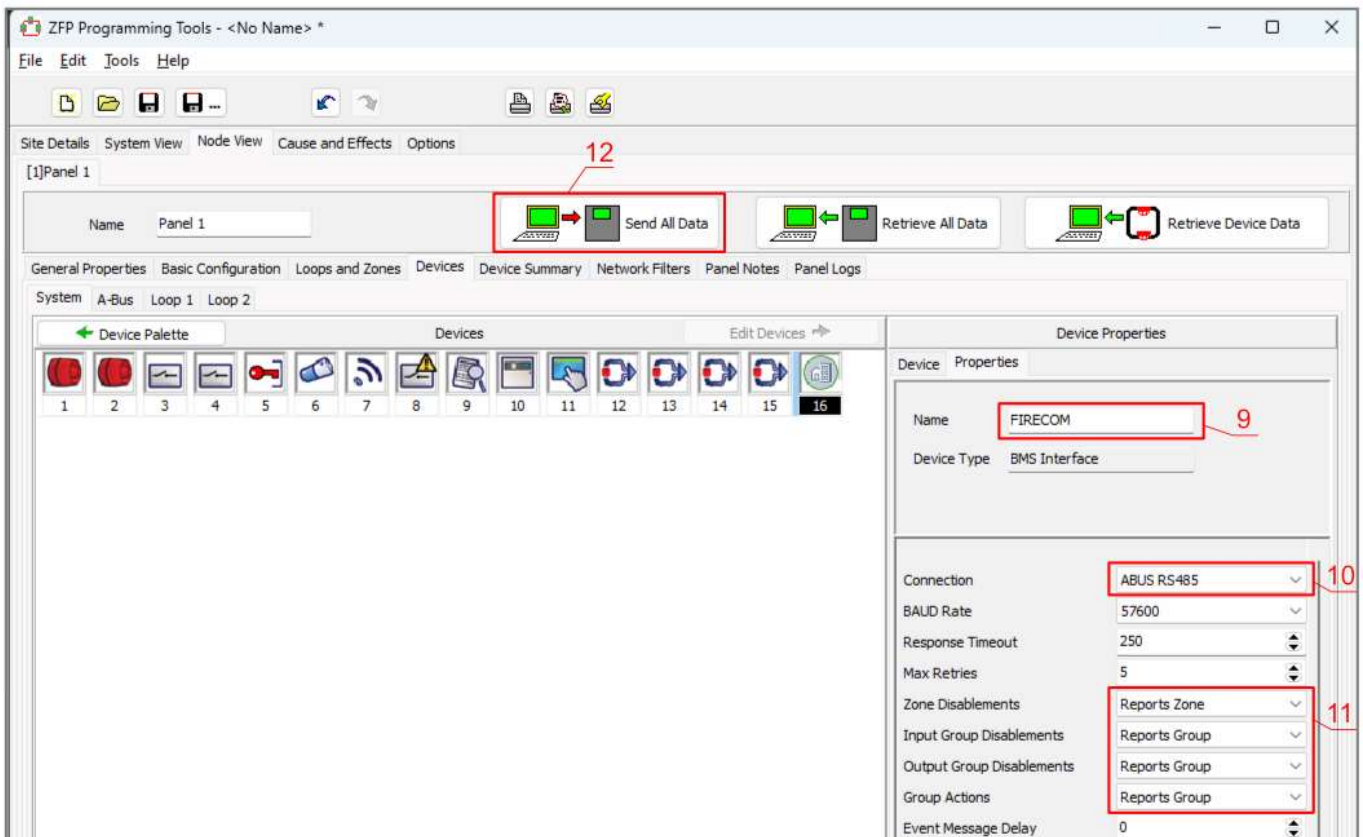 ZFP Programming Tools - <No Name> *
File Edit Tools Help
...
Site Details System View Node View Cause and Effects Options
12
[1]Panel 1
Name Panel 1 Send All Data Retrieve All Data Retrieve Device Data
General Properties Basic Configuration Loops and Zones Devices Device Summary Network Filters Panel Notes Panel Logs
System A-Bus Loop 1 Loop 2
Device Palette Devices Edit Devices Device Properties
Device Properties
1 2 3 4 5 6 7 8 9 10 11 12 13 14 15 16
Name FIRECOM 9
Device Type BMS Interface
Connection ABUS RS485 10
BAUD Rate 57600
Response Timeout 250
Max Retries 5
Zone Disablements Reports Zone
11
Input Group Disablements Reports Group
Output Group Disablements Reports Group
Group Actions Reports Group
Event Message Delay 0